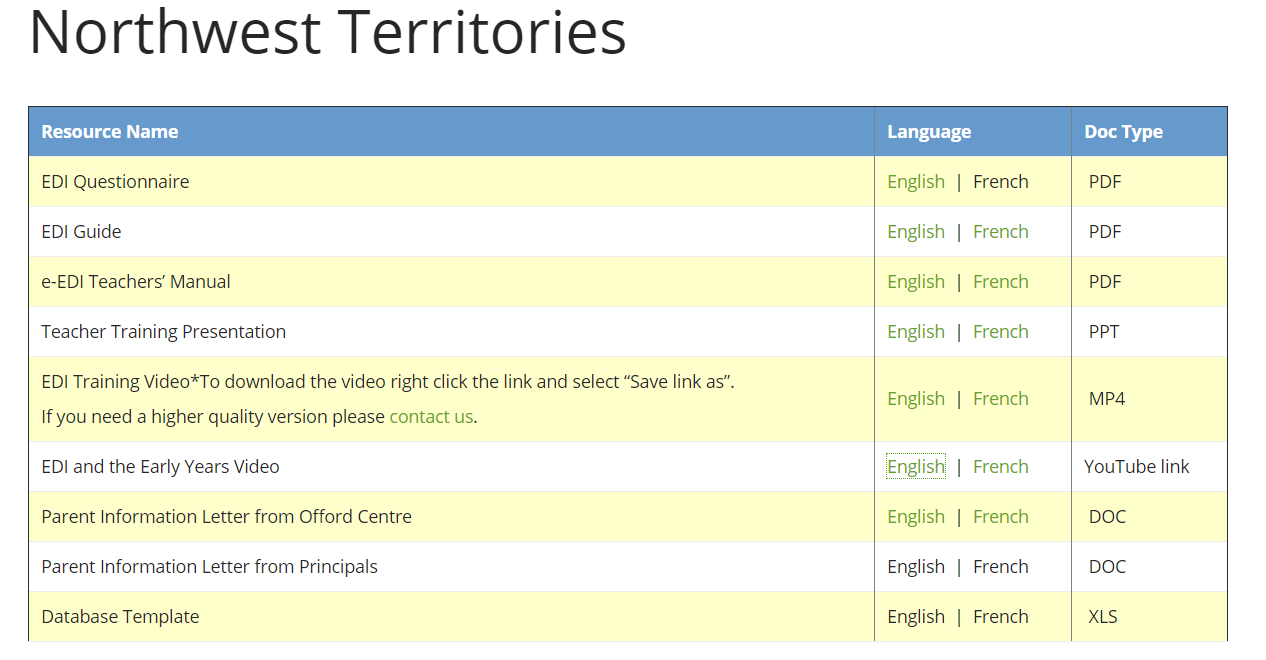 Northwest Territories
Resource Name Language Doc Type
EDI Questionnaire English | French PDF
EDI Guide English | French PDF
e-EDI Teachers’ Manual English | French PDF
Teacher Training Presentation English | French PPT
EDI Training Video*To download the video right click the link and select “Save link as”.
If you need a higher quality version please contact us.
English | French MP4
EDI and the Early Years Video English | French YouTube link
Parent Information Letter from Offord Centre English | French DOC
Parent Information Letter from Principals English | French DOC
Database Template English | French XLS